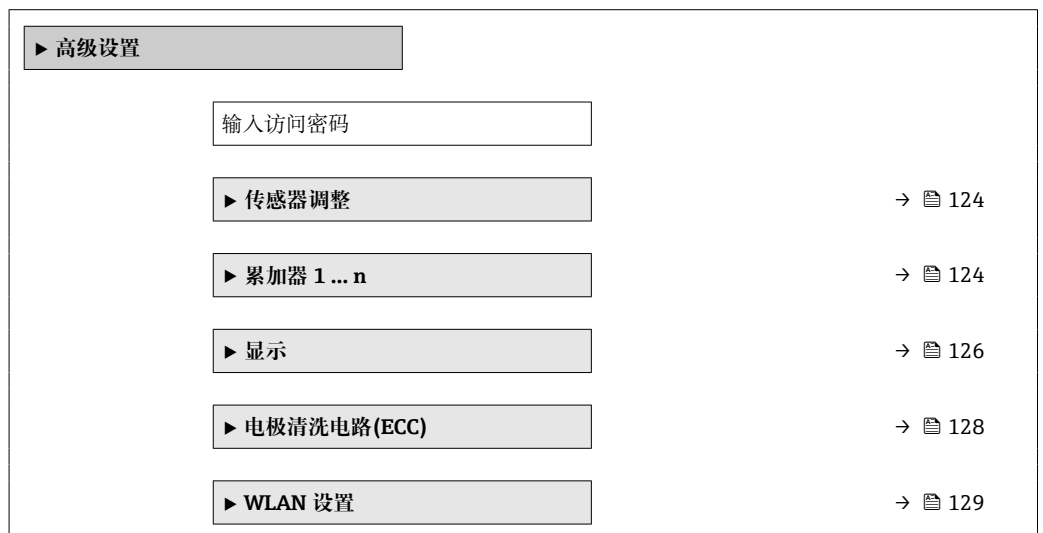 ▶ 高级设置
输入访问密码
▶ 传感器调整 → 🖹 124
▶ 累加器 1 ... n → 🖹 124
▶ 显示 → 🖹 126
▶ 电极清洗电路(ECC) → 🖹 128
▶ WLAN 设置 → 🖹 129